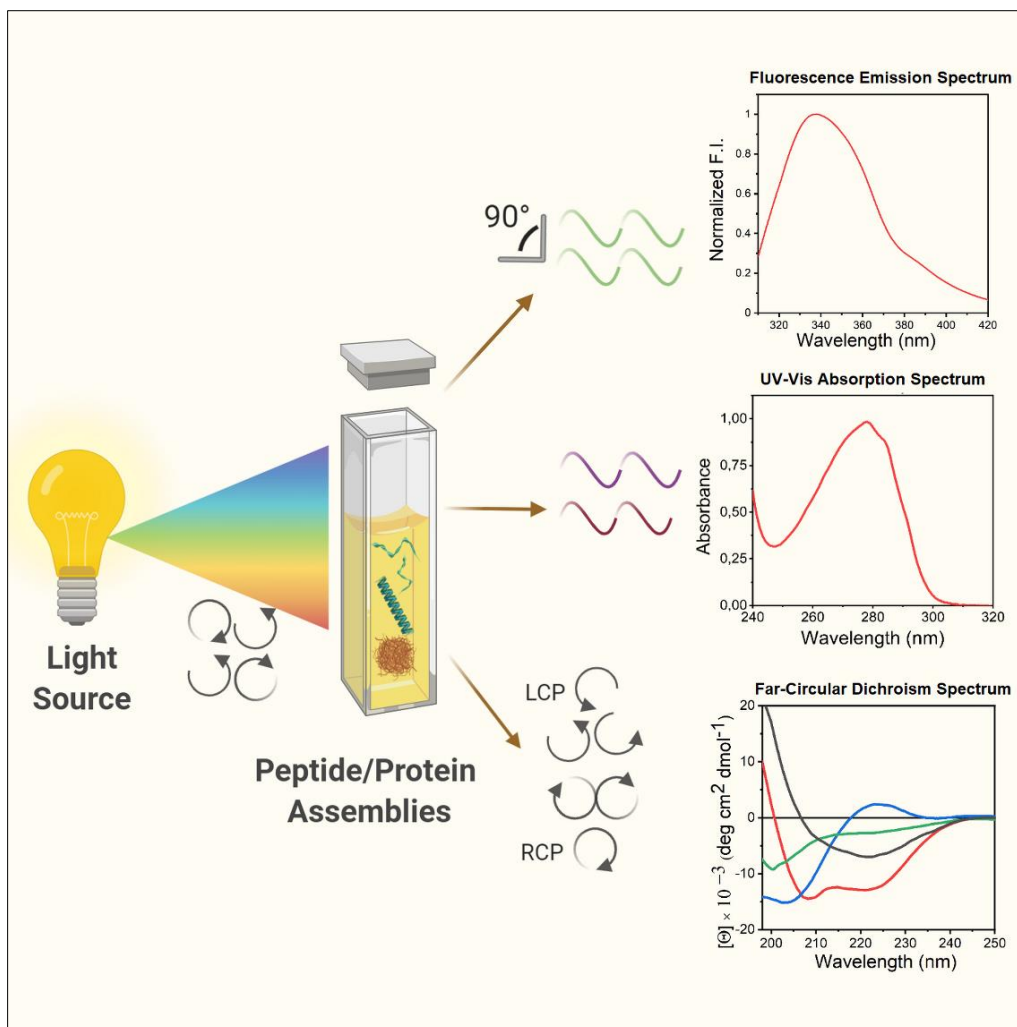 Fluorescence Emission Spectrum
90°
Normalized F.I.
1
0.8
0.6
0.4
0.2
0
320 340 360 380 400 420
Wavelength (nm)
UV-Vis Absorption Spectrum
Absorbance
1,00
0,75
0,50
0,25
0,00
240 260 280 300 320
Wavelength (nm)
Light
Source
Peptide/Protein
Assemblies
LCP
RCP
Far-Circular Dichroism Spectrum
[Θ] × 10⁻³ (deg cm² dmol⁻¹)
20
10
0
-10
-20
200 210 220 230 240 250
Wavelength (nm)